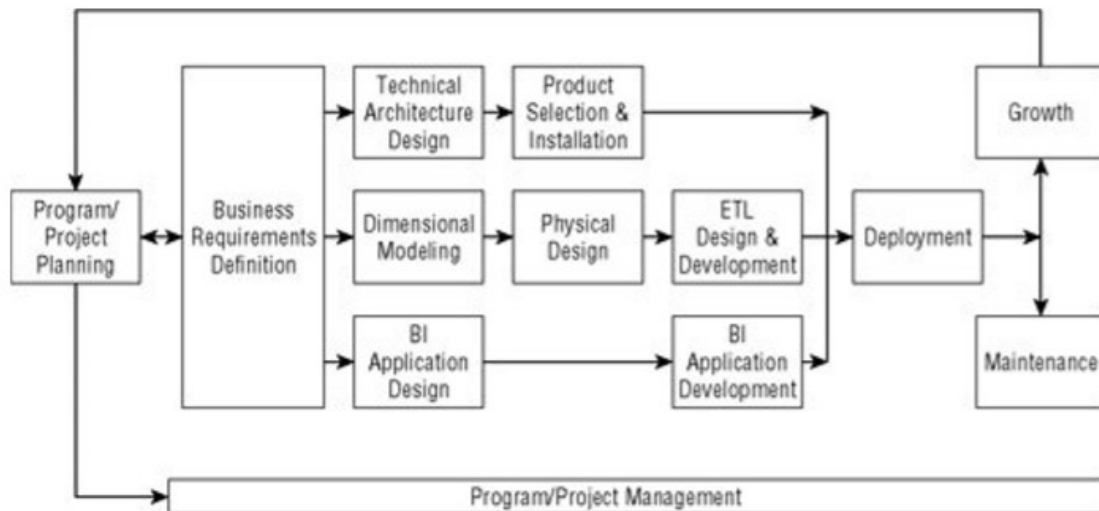 Technical
Architecture
Design
Product
Selection &
Installation
Growth
Program/
Project
Planning
Business
Requirements
Definition
Dimensional
Modeling
Physical
Design
ETL
Design &
Development
Deployment
BI
Application
Design
BI
Application
Development
Maintenance
Program/Project Management